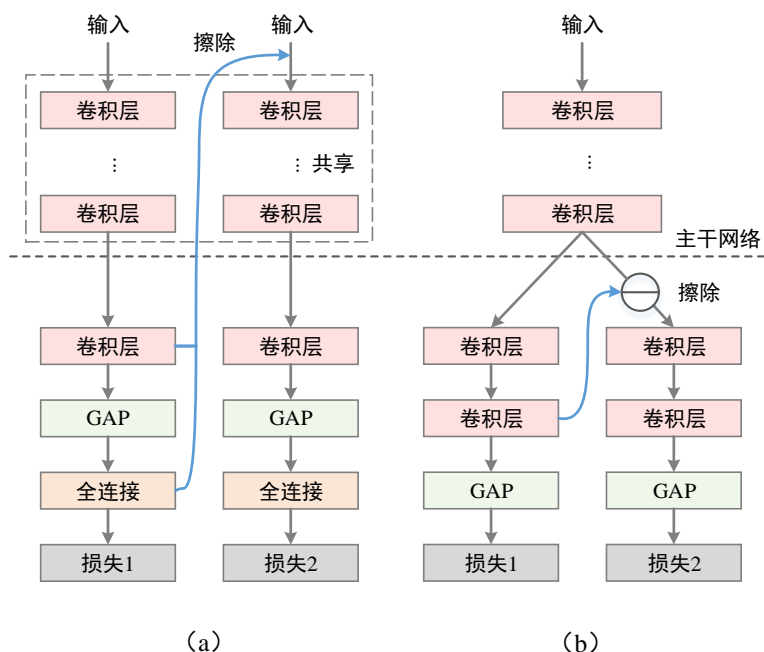 输入
输入
擦除
卷积层
卷积层
⋮
⋮
共享
卷积层
卷积层
卷积层
卷积层
GAP
GAP
全连接
全连接
损失1
损失2
(a)
输入
卷积层
⋮
卷积层
主干网络
擦除
卷积层
卷积层
卷积层
卷积层
GAP
GAP
损失1
损失2
(b)